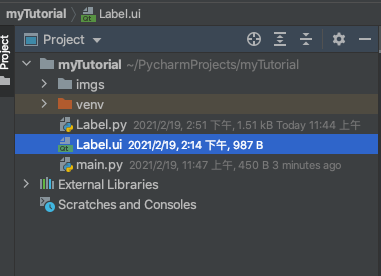 myTutorial Label.ui
Project
Project
myTutorial ~/PycharmProjects/myTutorial
imgs
venv
Label.py 2021/2/19, 2:51 下午, 1.51 kB Today 11:44 上午
Label.ui 2021/2/19, 2:14 下午, 987 B
main.py 2021/2/19, 11:47 上午, 450 B 3 minutes ago
External Libraries
Scratches and Consoles